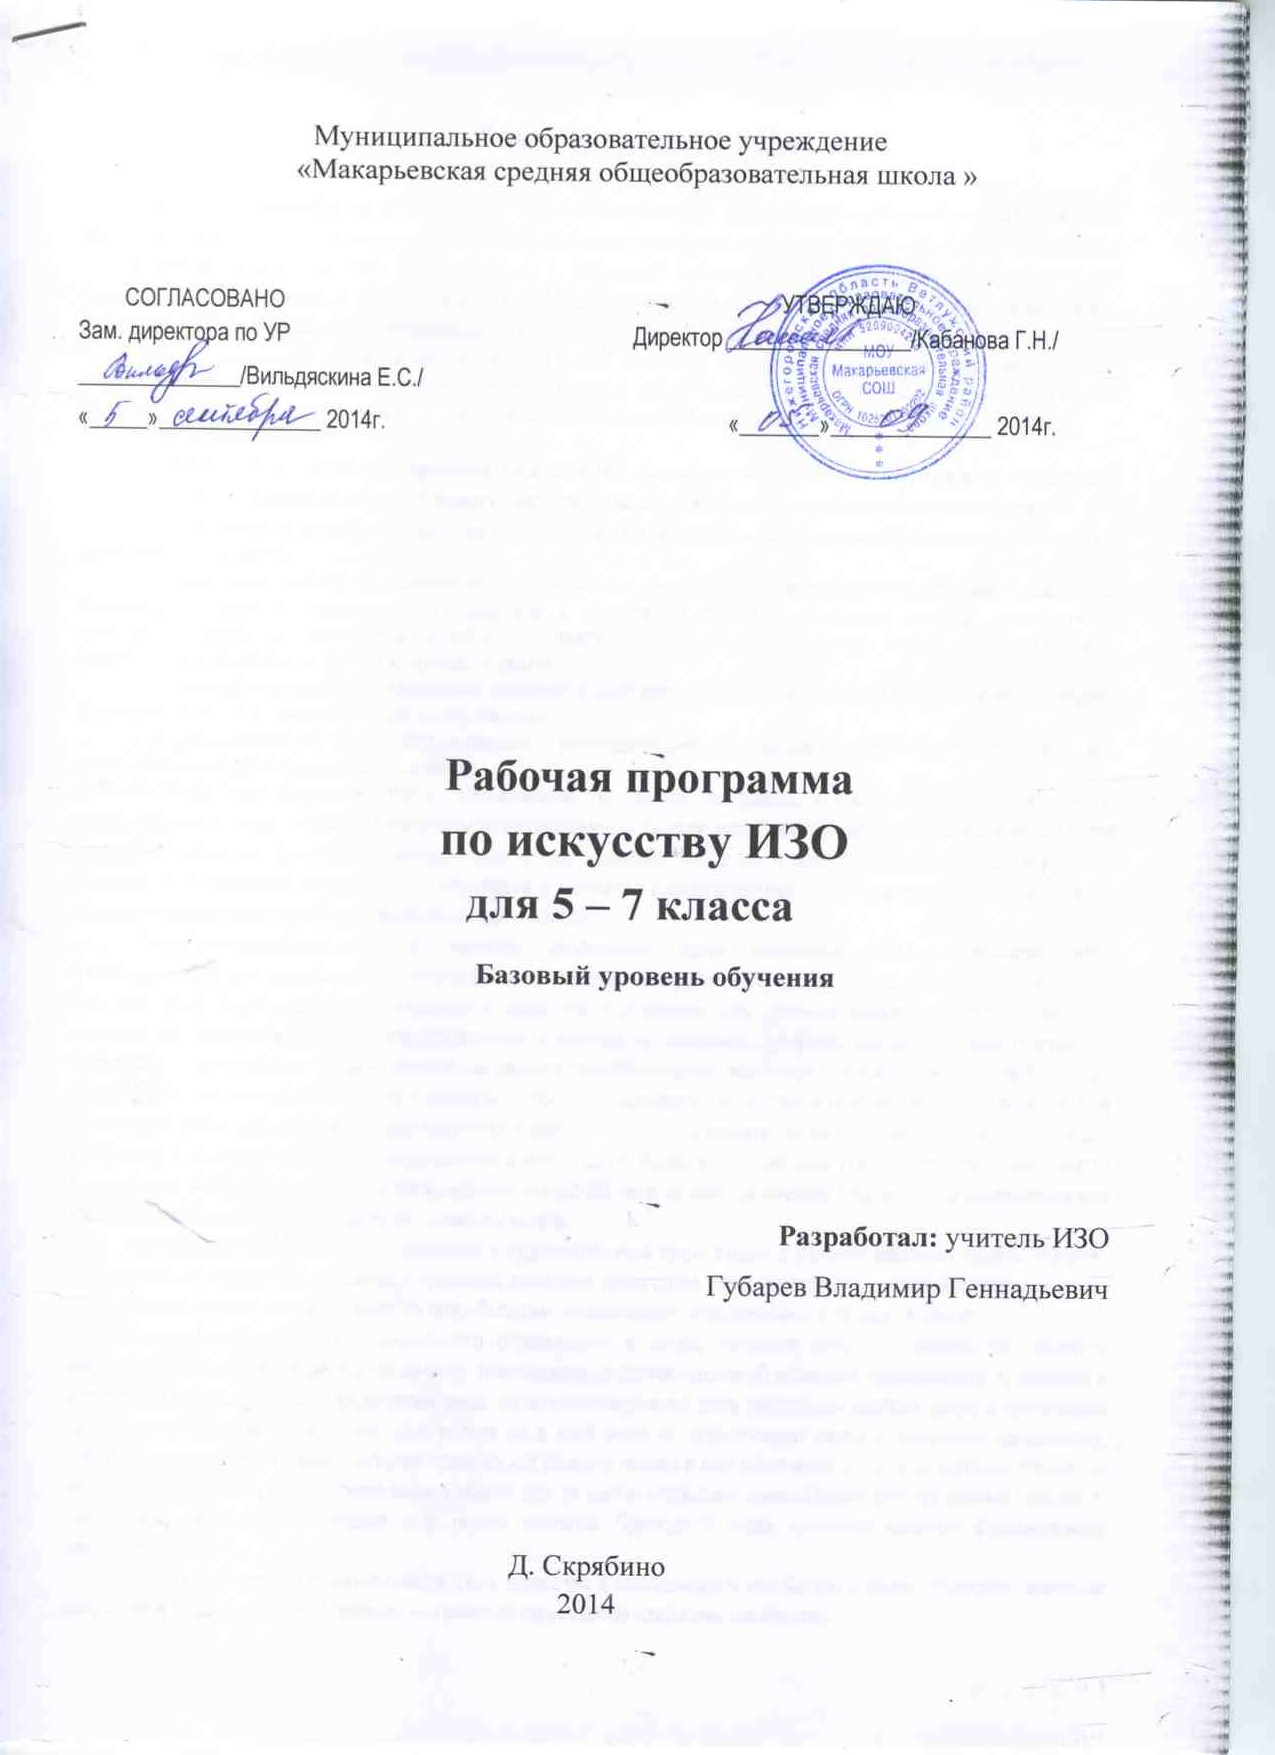 Муниципальное образовательное учреждение
«Макарьевская средняя общеобразовательная школа »
СОГЛАСОВАНО
Зам. директора по УР
/Вильдяскина Е.С./
« 5 » сентября 2014г.
УТВЕРЖДАЮ
Директор /Кабанова Г.Н./
« 05 » 09 2014г.
МОУ
Макарьевская
СОШ
Рабочая программа
по искусству ИЗО
для 5 – 7 класса
Базовый уровень обучения
Разработал: учитель ИЗО
Губарев Владимир Геннадьевич
Д. Скрябино
2014